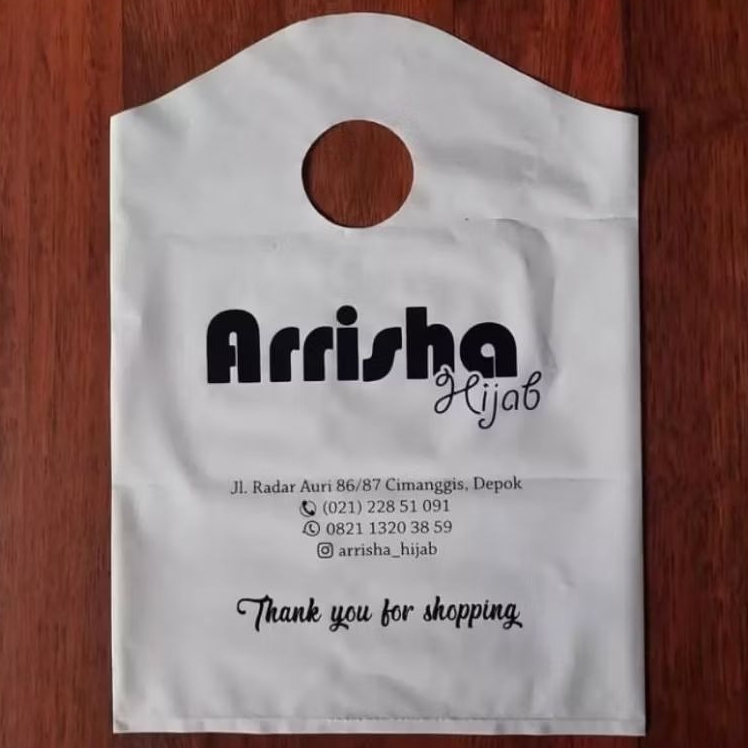 Arrisha
Hijab
Jl. Radar Auri 86/87 Cimanggis, Depok
(021) 228 51 091
0821 1320 38 59
arrisha_hijab
Thank you for shopping